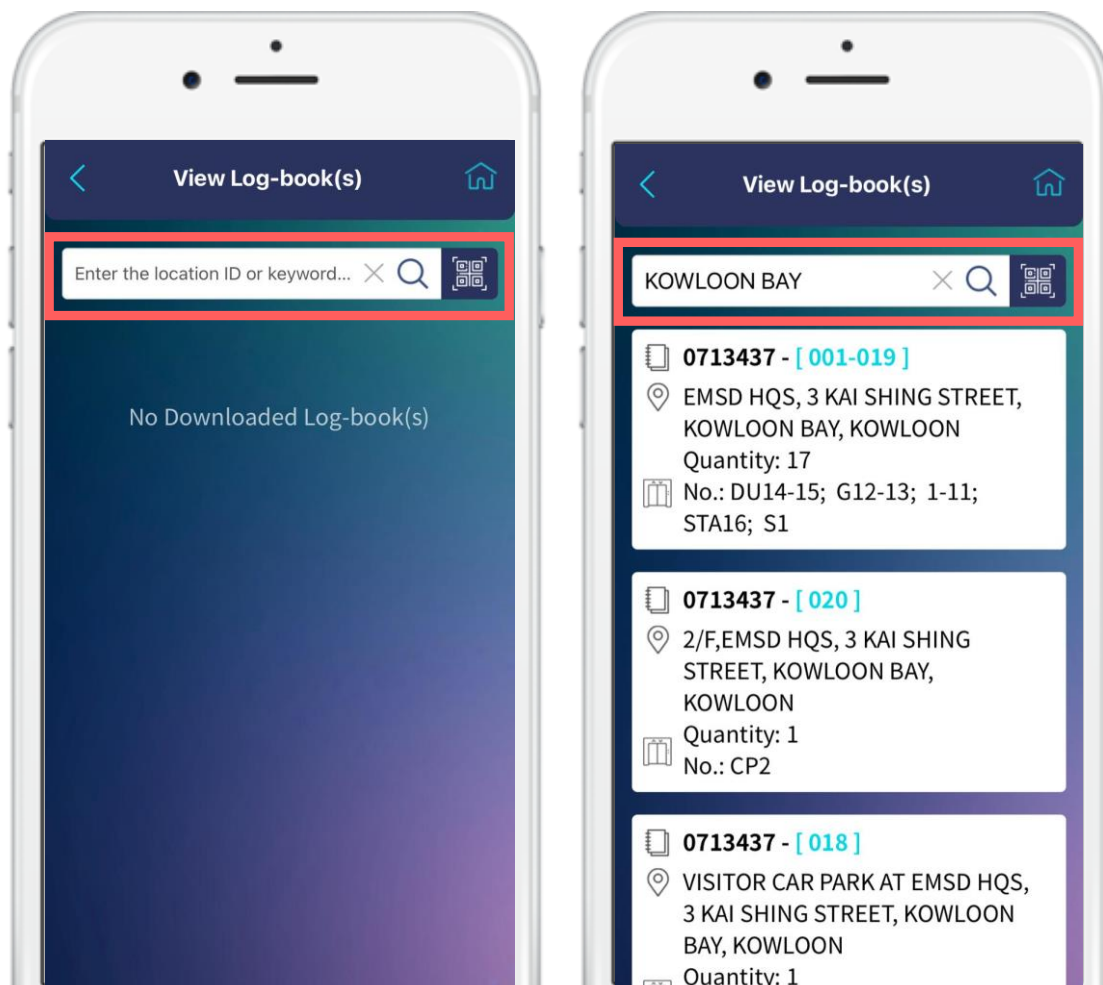 View Log-book(s)
Enter the location ID or keyword...
No Downloaded Log-book(s)
View Log-book(s)
KOWLOON BAY
0713437 - [ 001-019 ]
EMSD HQS, 3 KAI SHING STREET,
KOWLOON BAY, KOWLOON
Quantity: 17
No.: DU14-15; G12-13; 1-11;
STA16; S1
0713437 - [ 020 ]
2/F,EMSD HQS, 3 KAI SHING
STREET, KOWLOON BAY,
KOWLOON
Quantity: 1
No.: CP2
0713437 - [ 018 ]
VISITOR CAR PARK AT EMSD HQS,
3 KAI SHING STREET, KOWLOON
BAY, KOWLOON
Quantity: 1